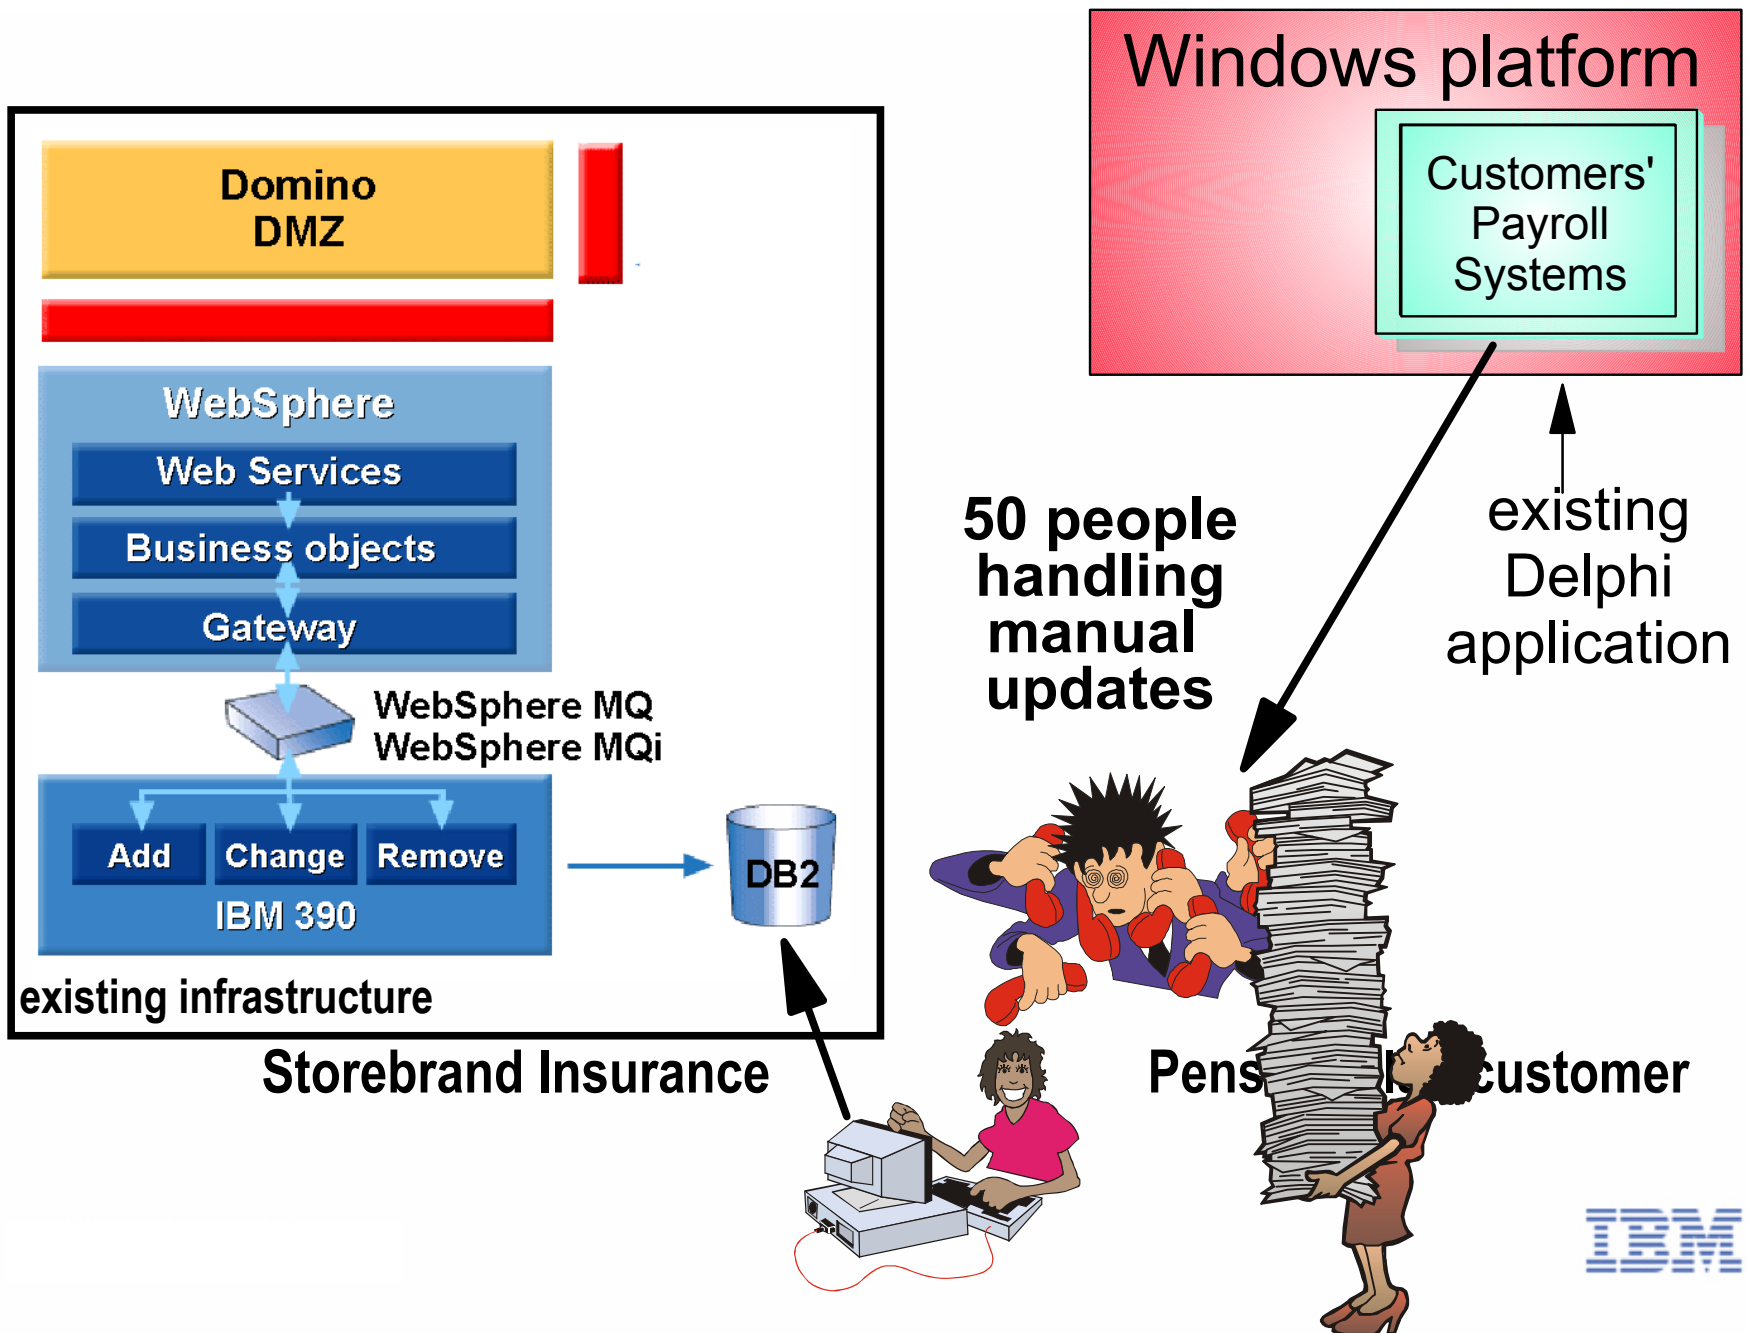 Windows platform
Customers'
Payroll
Systems
Domino
DMZ
WebSphere
Web Services
Business objects
Gateway
WebSphere MQ
WebSphere MQi
Add Change Remove
IBM 390
DB2
existing infrastructure
Storebrand Insurance
50 people
handling
manual
updates
existing
Delphi
application
customer
IBM